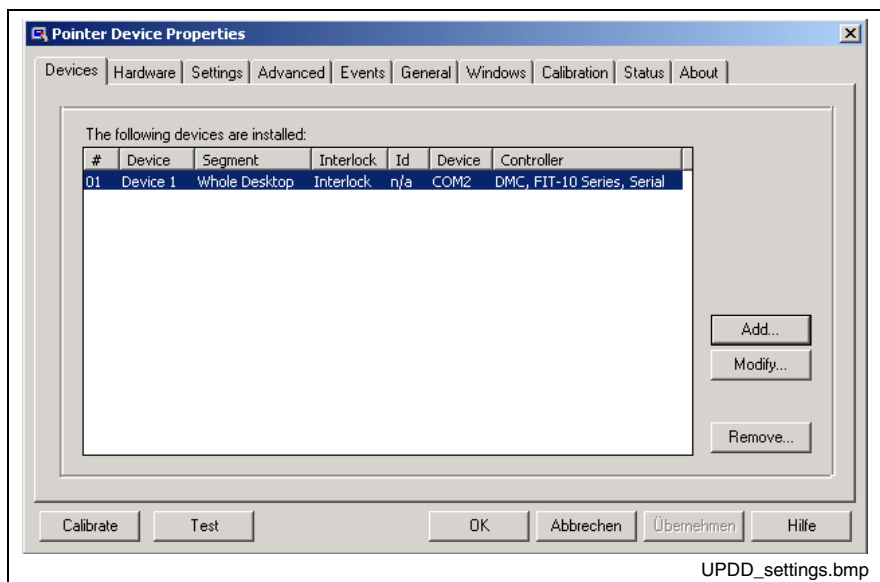 Pointer Device Properties
Devices Hardware Settings Advanced Events General Windows Calibration Status About
The following devices are installed:
# Device Segment Interlock Id Device Controller
01 Device 1 Whole Desktop Interlock n/a COM2 DMC, FIT-10 Series, Serial
Add...
Modify...
Remove...
Calibrate Test OK Abbrechen Übernehmen Hilfe
UPDD_settings.bmp